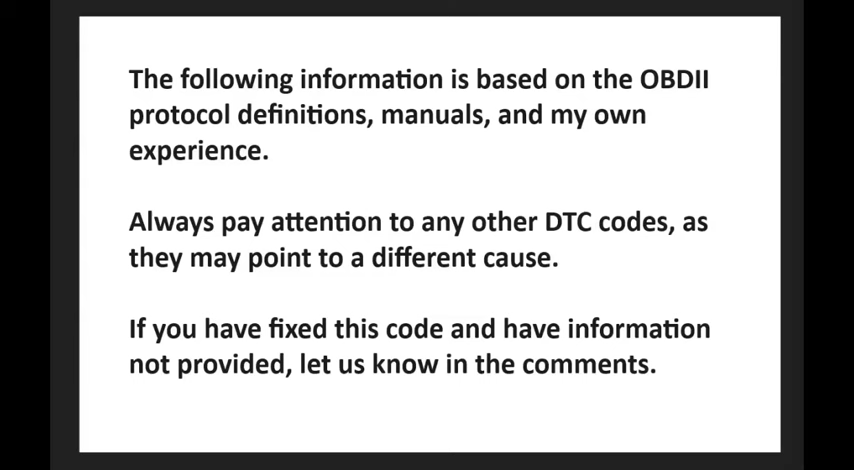 The following information is based on the OBDII
protocol definitions, manuals, and my own
experience.
Always pay attention to any other DTC codes, as
they may point to a different cause.
If you have fixed this code and have information
not provided, let us know in the comments.